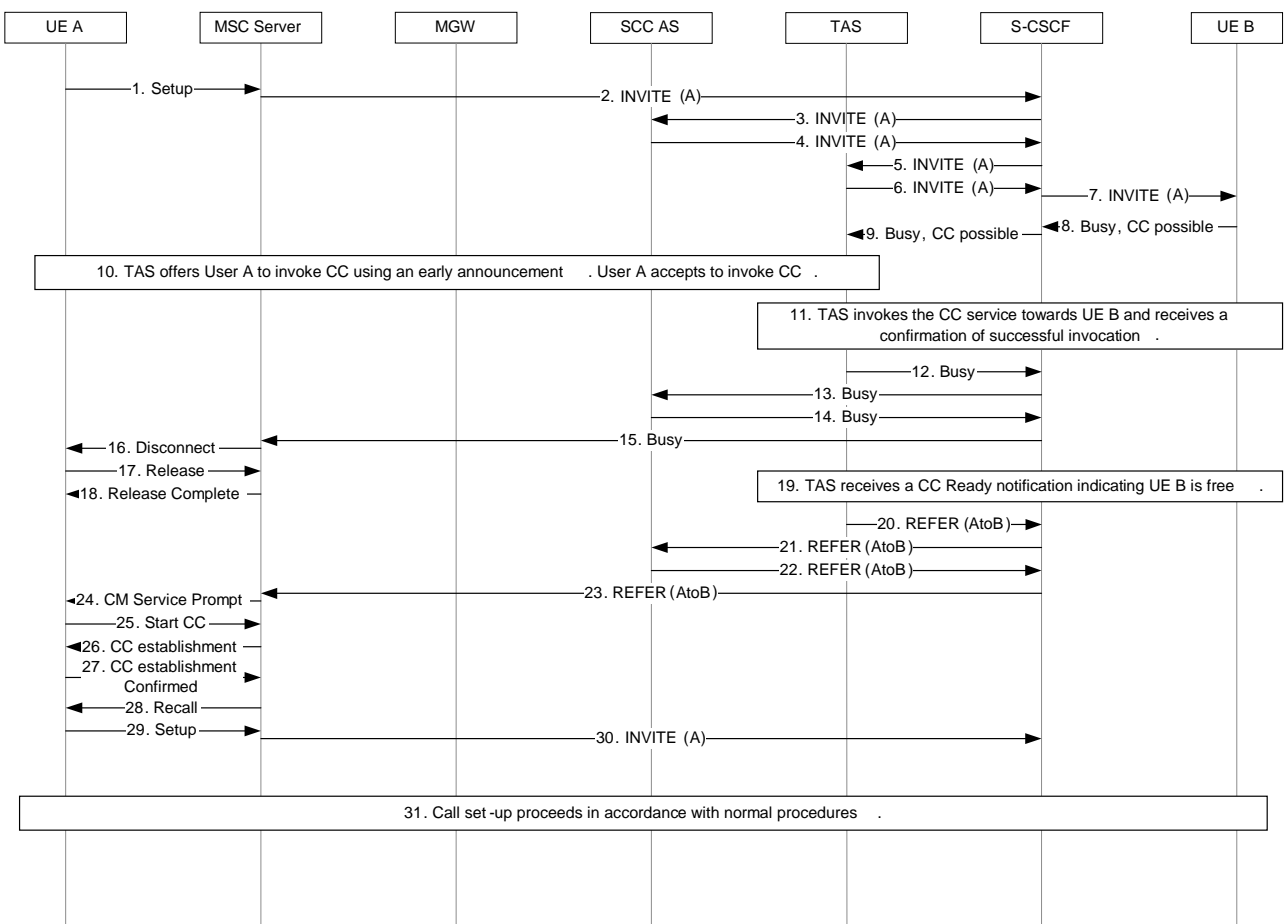 UE A
MSC Server
MGW
SCC AS
TAS
S-CSCF
UE B
1. Setup
2. INVITE (A)
3. INVITE (A)
4. INVITE (A)
5. INVITE (A)
6. INVITE (A)
7. INVITE (A)
8. Busy, CC possible
9. Busy, CC possible
10. TAS offers User A to invoke CC using an early announcement . User A accepts to invoke CC .
11. TAS invokes the CC service towards UE B and receives a
confirmation of successful invocation .
12. Busy
13. Busy
14. Busy
15. Busy
16. Disconnect
17. Release
18. Release Complete
19. TAS receives a CC Ready notification indicating UE B is free .
20. REFER (AtoB)
21. REFER (AtoB)
22. REFER (AtoB)
23. REFER (AtoB)
24. CM Service Prompt
25. Start CC
26. CC establishment
27. CC establishment
Confirmed
28. Recall
29. Setup
30. INVITE (A)
31. Call set-up proceeds in accordance with normal procedures .